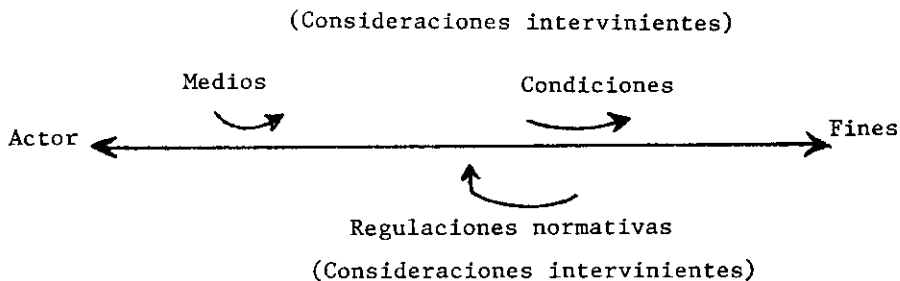 (Consideraciones intervinientes)
Medios
Condiciones
Actor
Fines
Regulaciones normativas
(Consideraciones intervinientes)